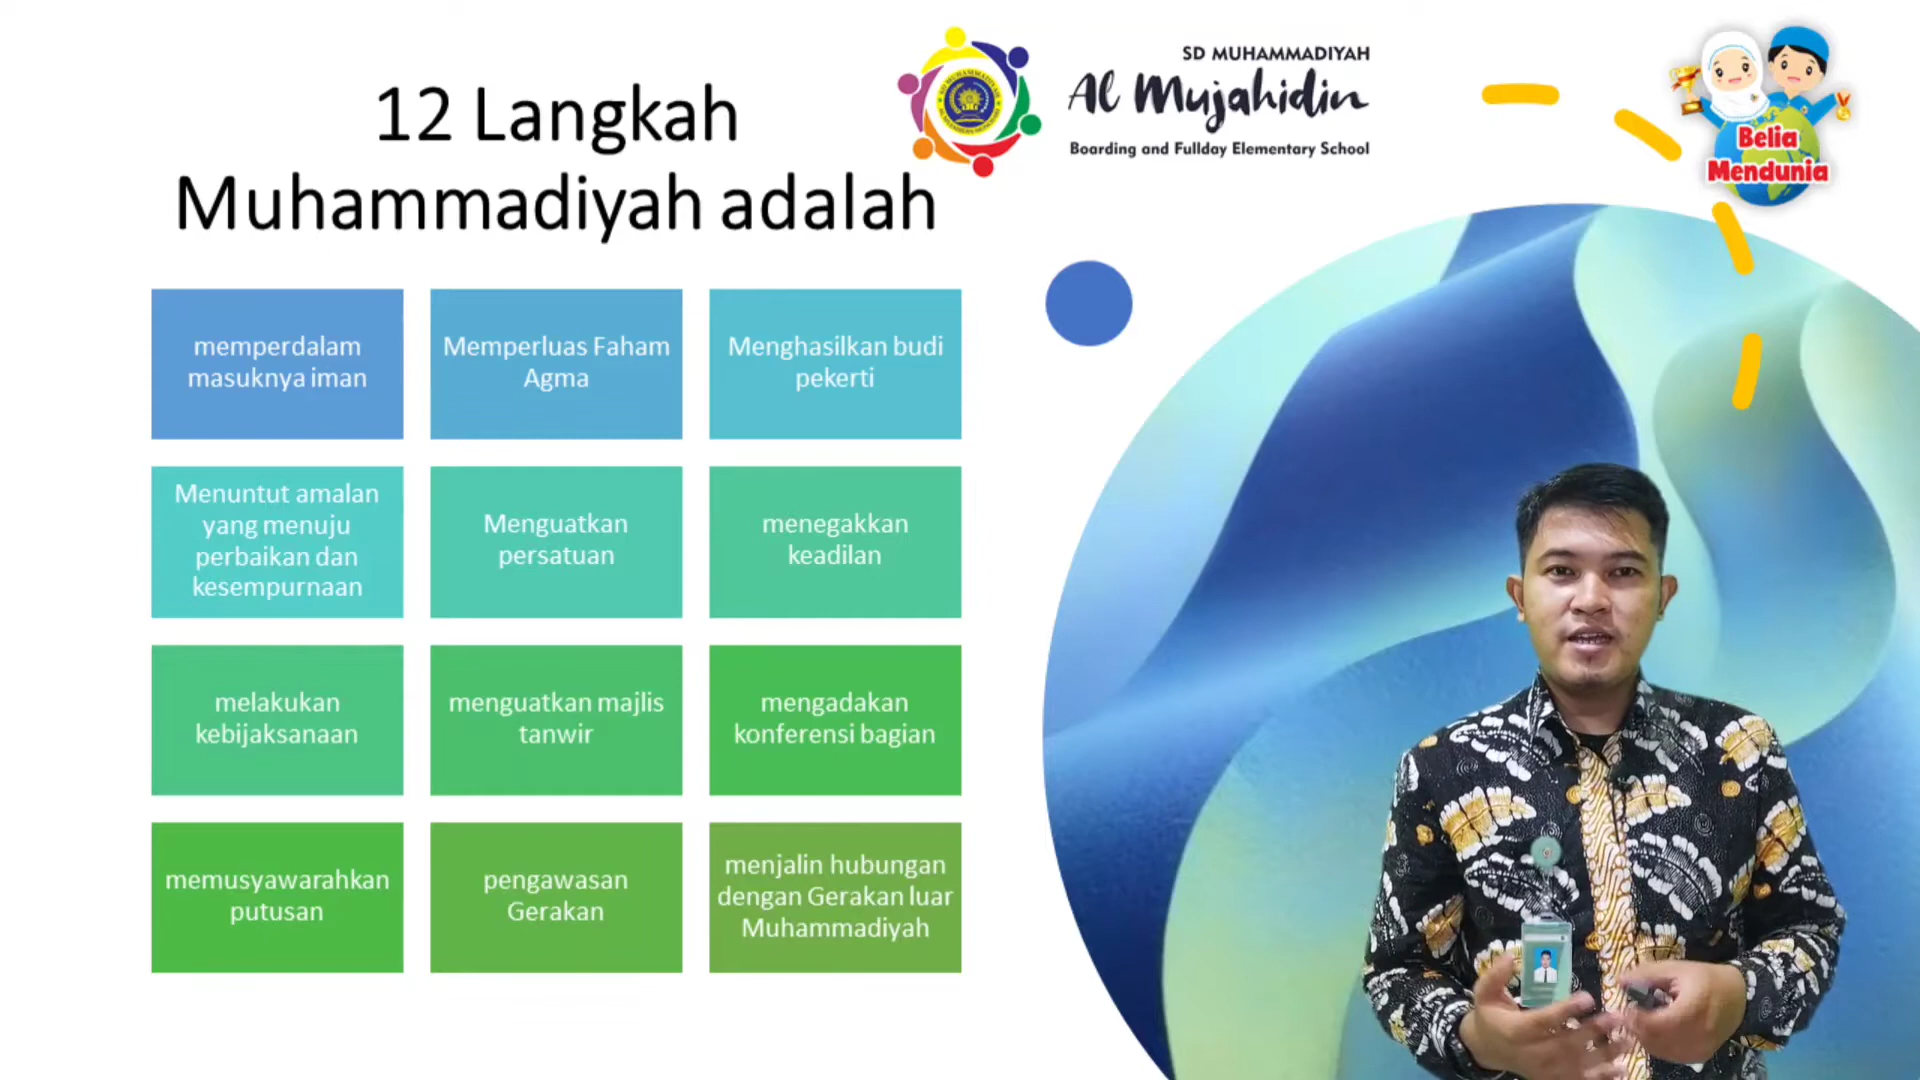 12 Langkah
Muhammadiyah adalah
SD MUHAMMADIYAH
Al Mujahidin
Boarding and Fullday Elementary School
Belia
Mendunia
memperdalam
masuknya iman
Memperluas Faham
Agma
Menghasilkan budi
pekerti
Menuntut amalan
yang menuju
perbaikan dan
kesempurnaan
Menguatkan
persatuan
menegakkan
keadilan
melakukan
kebijaksanaan
menguatkan majlis
tanwir
mengadakan
konferensi bagian
memusyawarahkan
putusan
pengawasan
Gerakan
menjalin hubungan
dengan Gerakan luar
Muhammadiyah